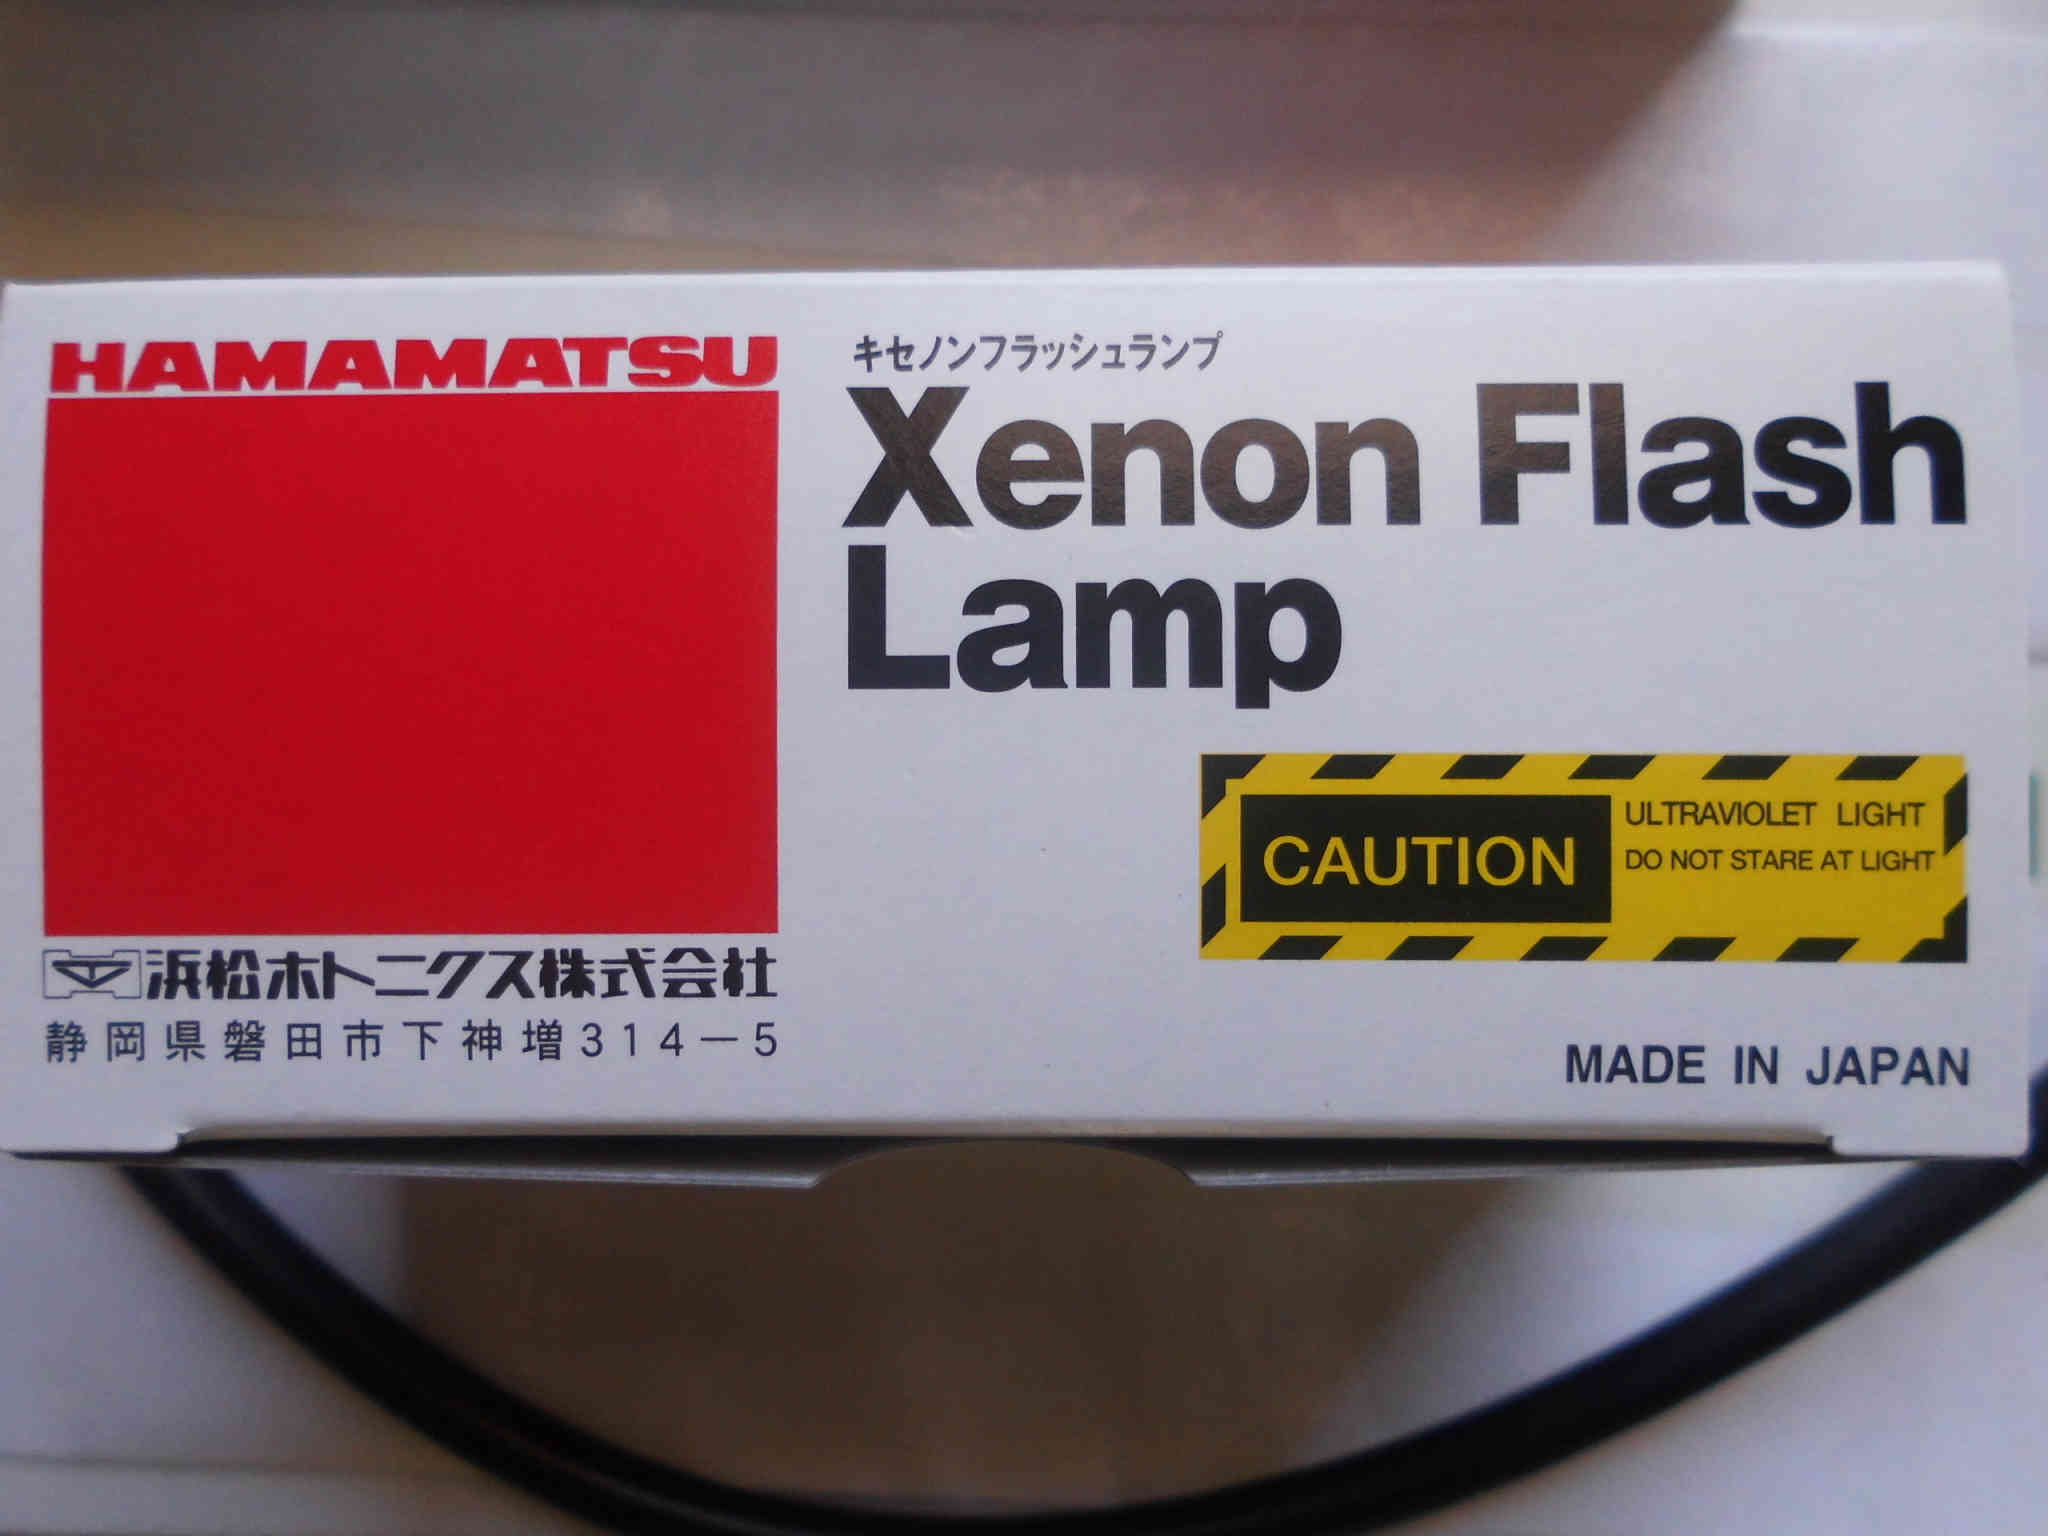 HAMAMATSU
浜松ホトニクス株式会社
静岡県磐田市下神増314-5
キセノンフラッシュランプ
Xenon Flash
Lamp
CAUTION
ULTRAVIOLET LIGHT
DO NOT STARE AT LIGHT
MADE IN JAPAN